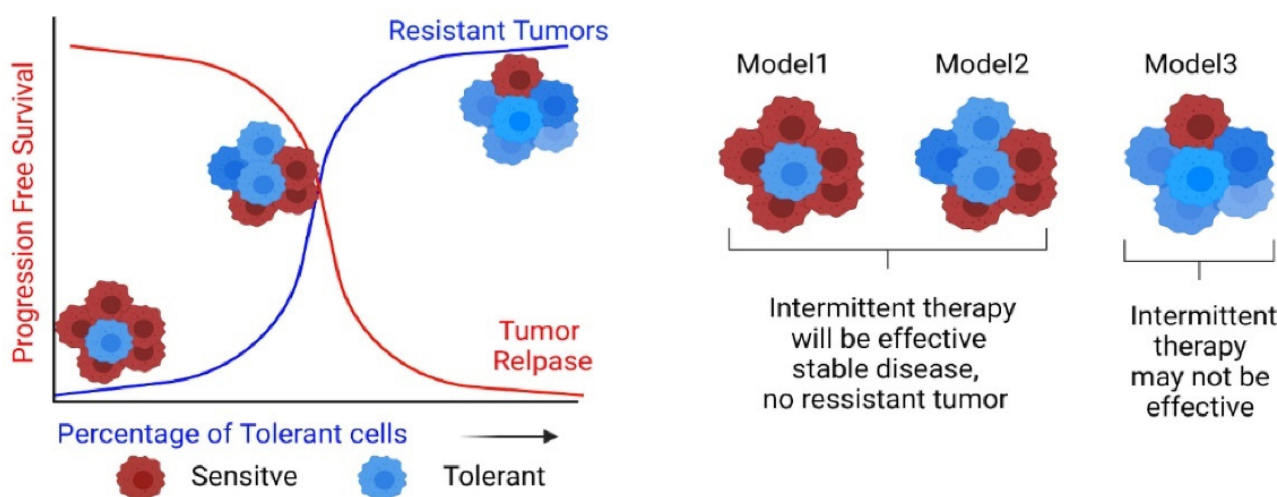 Progression Free Survival
Resistant Tumors
Tumor
Relpase
Percentage of Tolerant cells
Sensitve
Tolerant
Model1
Model2
Model3
Intermittent therapy
will be effective
stable disease,
no ressistant tumor
Intermittent
therapy
may not be
effective